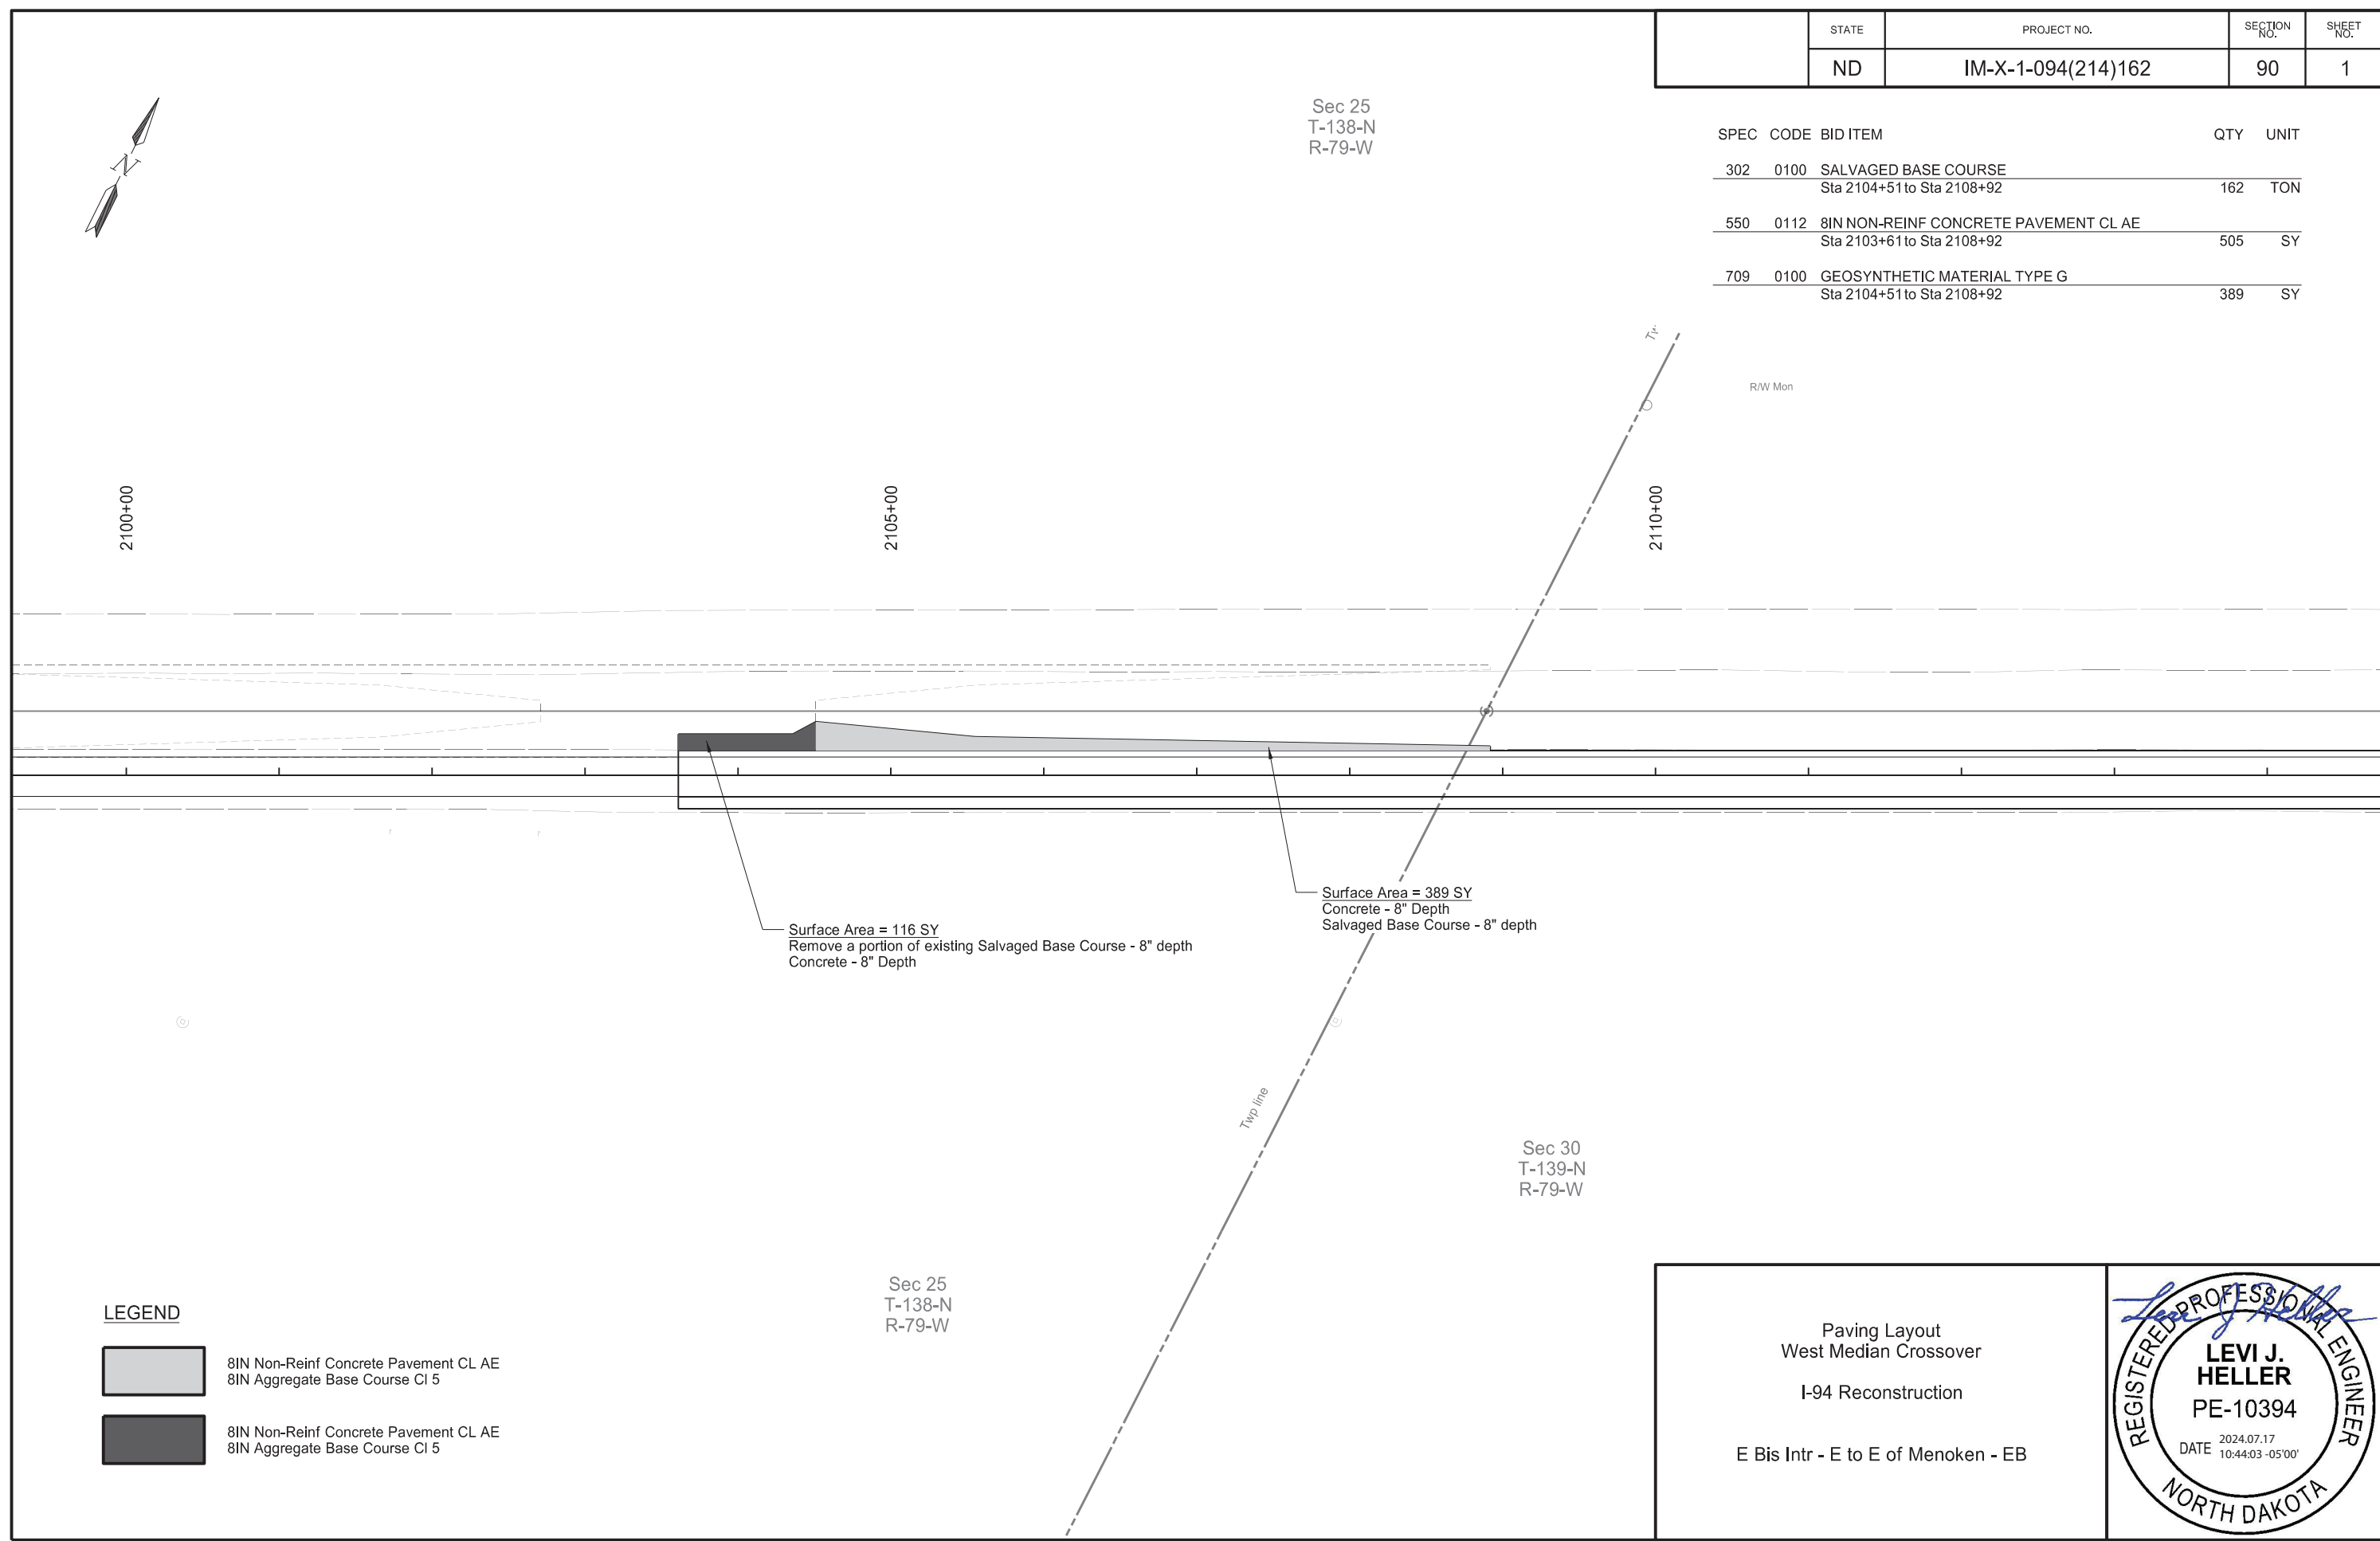 STATE
PROJECT NO.
SECTION NO.
SHEET NO.
ND
IM-X-1-094(214)162
90
1
Sec 25
T-138-N
R-79-W
SPEC CODE BID ITEM QTY UNIT
302 0100 SALVAGED BASE COURSE
Sta 2104+51 to Sta 2108+92 162 TON
550 0112 8IN NON-REINF CONCRETE PAVEMENT CL AE
Sta 2103+61 to Sta 2108+92 505 SY
709 0100 GEOSYNTHETIC MATERIAL TYPE G
Sta 2104+51 to Sta 2108+92 389 SY
N
R/W Mon
2100+00
2105+00
2110+00
Surface Area = 389 SY
Concrete - 8" Depth
Salvaged Base Course - 8" depth
Surface Area = 116 SY
Remove a portion of existing Salvaged Base Course - 8" depth
Concrete - 8" Depth
Twp line
Sec 30
T-139-N
R-79-W
Sec 25
T-138-N
R-79-W
LEGEND
8IN Non-Reinf Concrete Pavement CL AE
8IN Aggregate Base Course Cl 5
8IN Non-Reinf Concrete Pavement CL AE
8IN Aggregate Base Course Cl 5
Paving Layout
West Median Crossover
I-94 Reconstruction
E Bis Intr - E to E of Menoken - EB
Levi J Heller
REGISTERED PROFESSIONAL ENGINEER
LEVI J.
HELLER
PE-10394
DATE 2024.07.17
10:44:03 -05'00'
NORTH DAKOTA